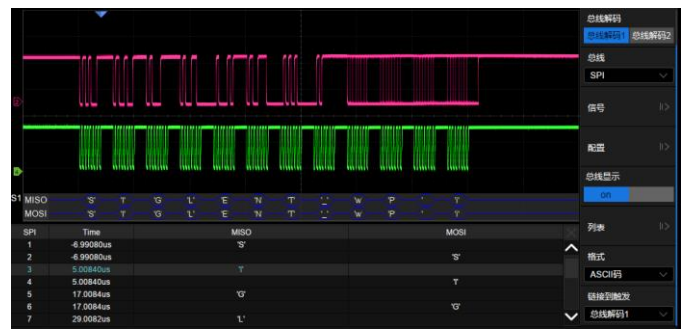 总线解码
总线解码1 总线解码2
总线
SPI
信号
配置
总线显示
on
列表
格式
ASCII码
链接到触发
总线解码1
S1 MISO 'S' 'G' 'L' 'E' 'N' 'T' '_' 'w' 'P'
MOSI 'S' 'G' 'L' 'E' 'N' 'T' '_' 'w' 'P'
SPI Time MISO MOSI
1 -6.99080us 'S'
2 -6.99080us 'S'
3 5.00840us
4 5.00840us
5 17.0084us 'G'
6 17.0084us 'G'
7 29.0082us 'L'